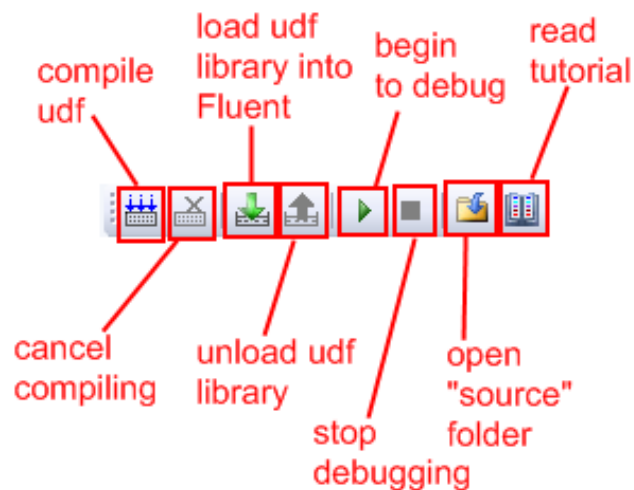 compile
udf
load udf
library into
Fluent
begin
to debug
read
tutorial
cancel
compiling
unload udf
library
stop
debugging
open
"source"
folder